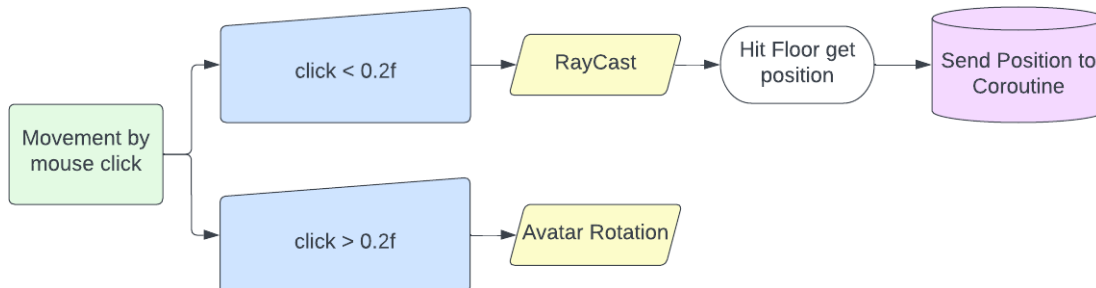 Movement by
mouse click
click < 0.2f
RayCast
Hit Floor get
position
Send Position to
Coroutine
click > 0.2f
Avatar Rotation